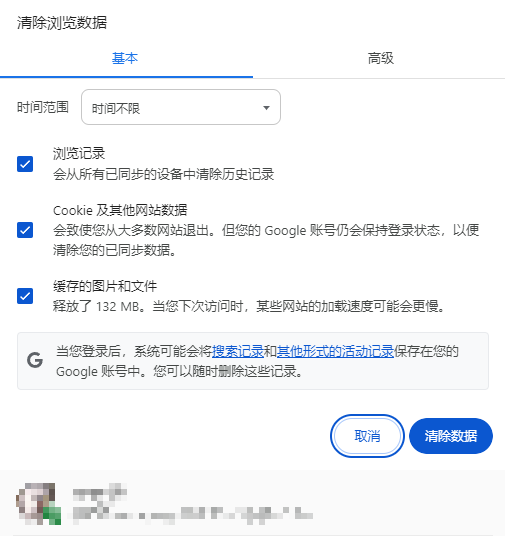 清除浏览数据
基本
高级
时间范围
时间不限
浏览记录
会从所有已同步的设备中清除历史记录
Cookie 及其他网站数据
会致使您从大多数网站退出。但您的 Google 账号仍会保持登录状态，以便
清除您的已同步数据。
缓存的图片和文件
释放了 132 MB。当您下次访问时，某些网站的加载速度可能会更慢。
当您登录后，系统可能会将搜索记录和其他形式的活动记录保存在您的
Google 账号中。您可以随时删除这些记录。
取消
清除数据